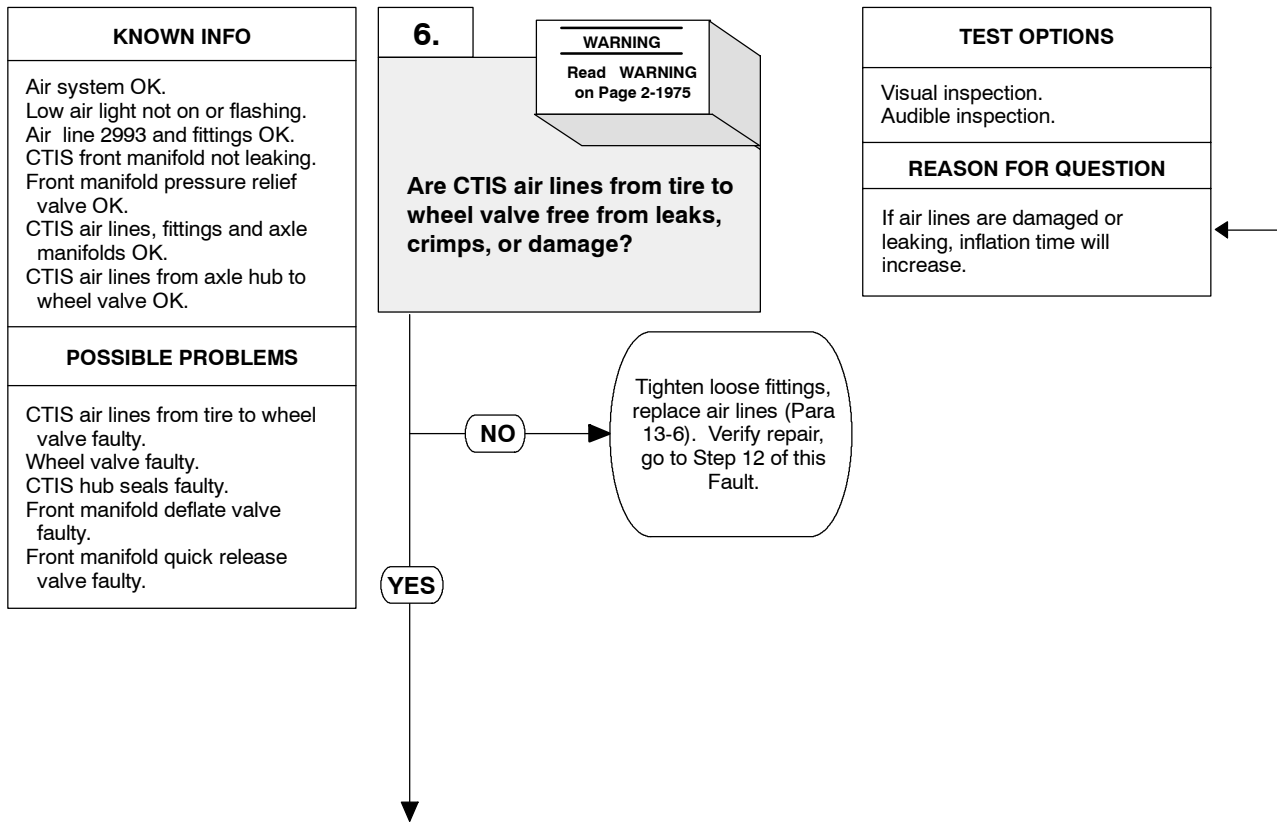 KNOWN INFO
Air system OK.
Low air light not on or flashing.
Air line 2993 and fittings OK.
CTIS front manifold not leaking.
Front manifold pressure relief
valve OK.
CTIS air lines, fittings and axle
manifolds OK.
CTIS air lines from axle hub to
wheel valve OK.
POSSIBLE PROBLEMS
CTIS air lines from tire to wheel
valve faulty.
Wheel valve faulty.
CTIS hub seals faulty.
Front manifold deflate valve
faulty.
Front manifold quick release
valve faulty.
6.
WARNING
Read WARNING
on Page 2-1975
Are CTIS air lines from tire to
wheel valve free from leaks,
crimps, or damage?
NO
Tighten loose fittings,
replace air lines (Para
13-6). Verify repair,
go to Step 12 of this
Fault.
YES
TEST OPTIONS
Visual inspection.
Audible inspection.
REASON FOR QUESTION
If air lines are damaged or
leaking, inflation time will
increase.